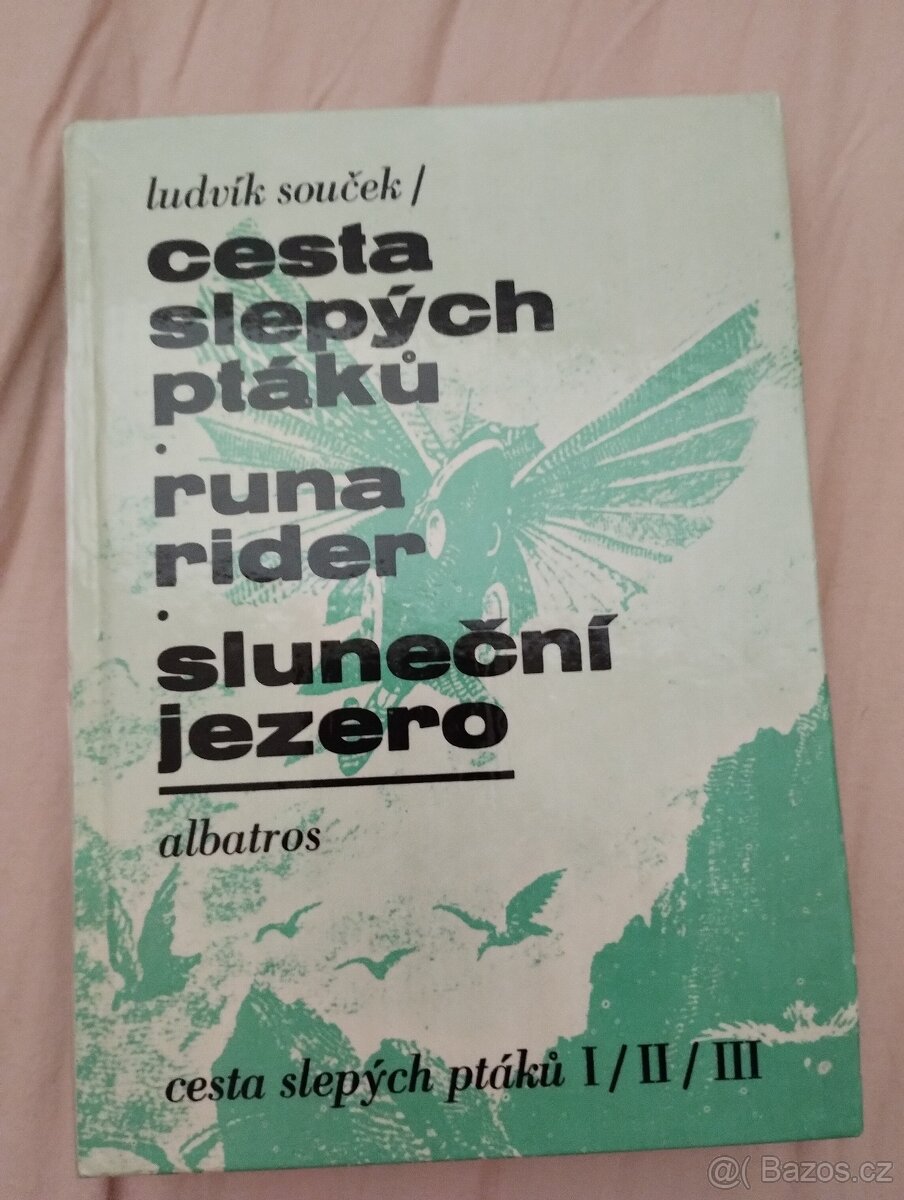 ludvík souček/
cesta
slepých
ptáků
·
runa
rider
·
sluneční
jezero
albatros
cesta slepých ptáků I/II/III
@( Bazos.cz